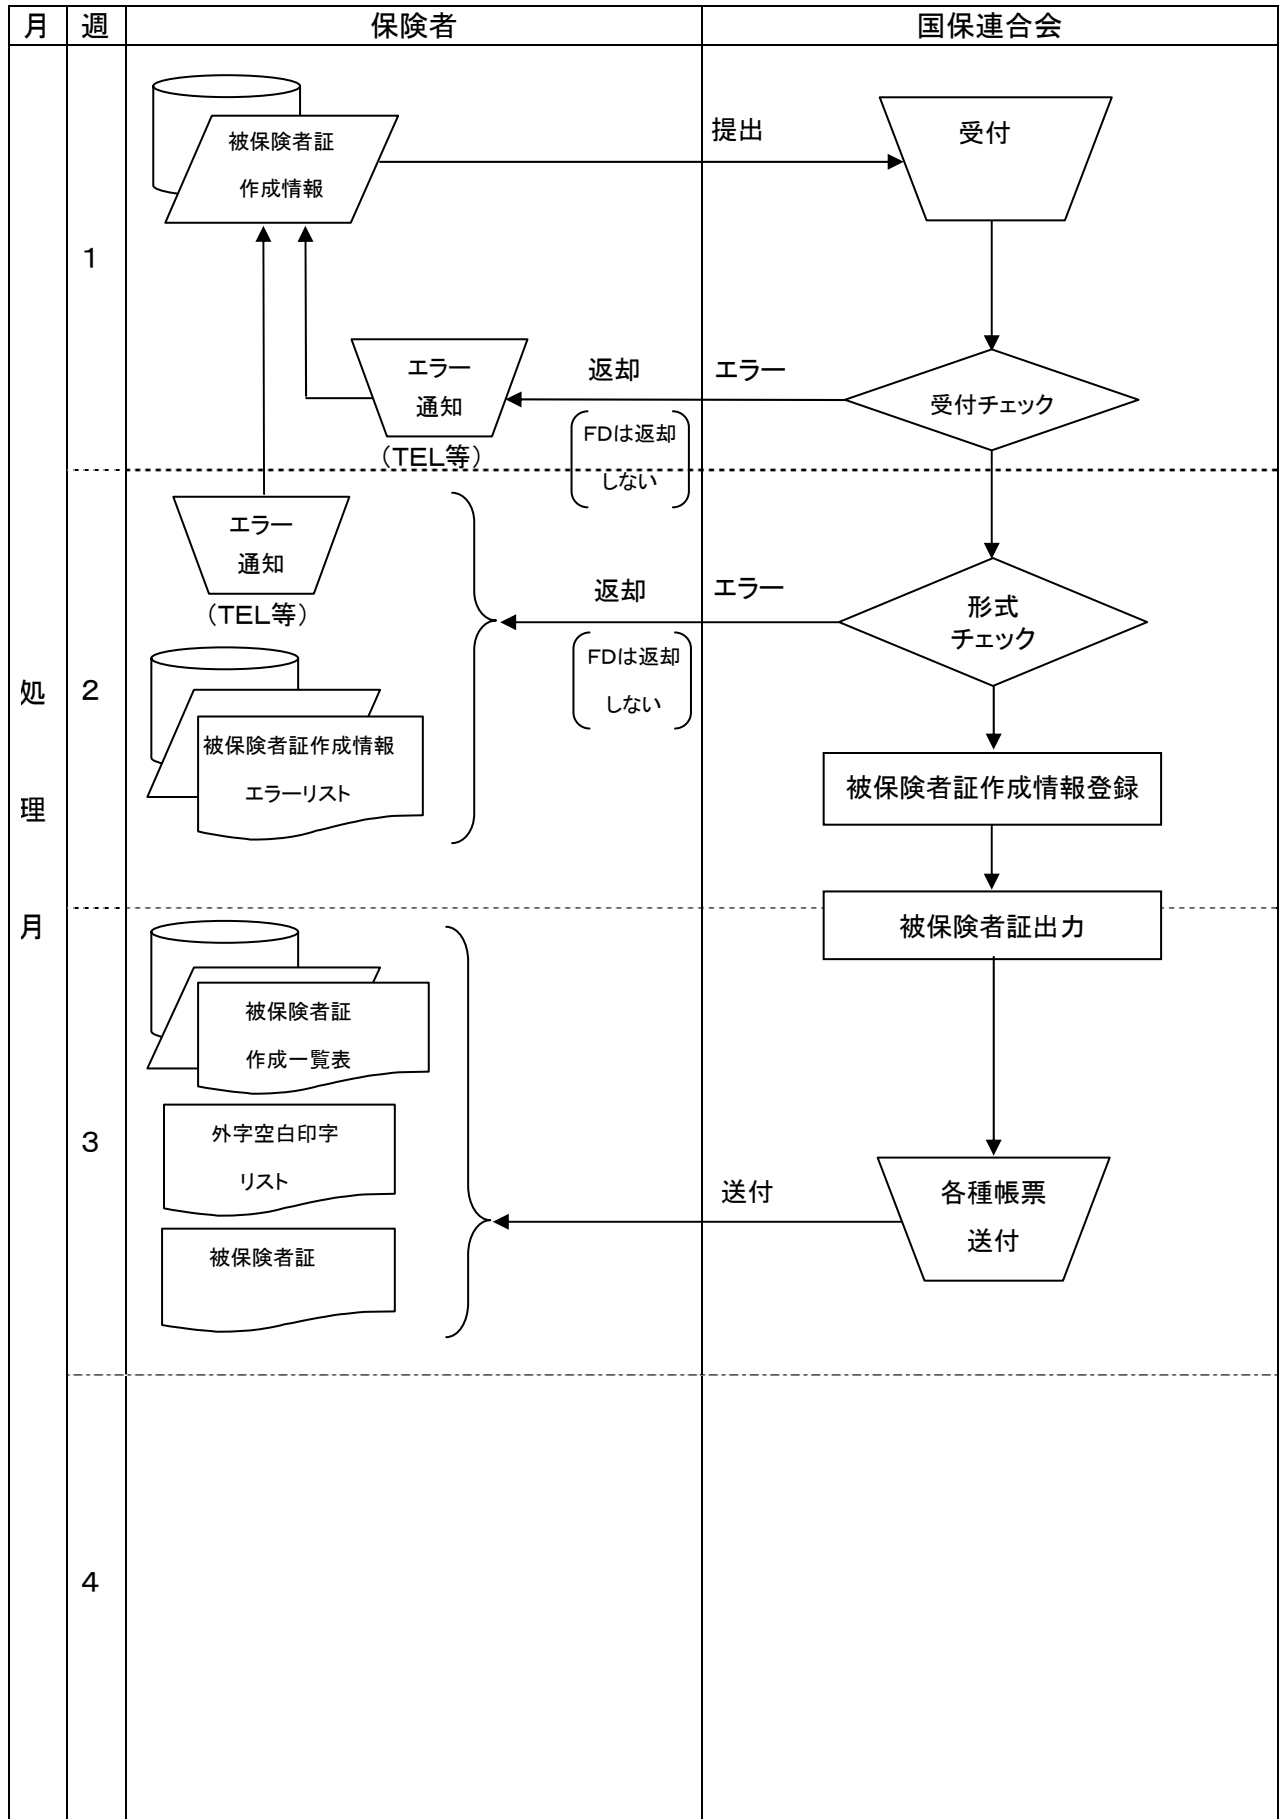 月 週 保険者 国保連合会
被保険者証
作成情報
提出
受付
1
エラー
通知
(TEL等)
返却
エラー
受付チェック
FDは返却
しない
エラー
通知
(TEL等)
返却
エラー
形式
チェック
FDは返却
しない
処
理
月
2
被保険者証作成情報
エラーリスト
被保険者証作成情報登録
被保険者証出力
被保険者証
作成一覧表
3
外字空白印字
リスト
送付
各種帳票
送付
被保険者証
4